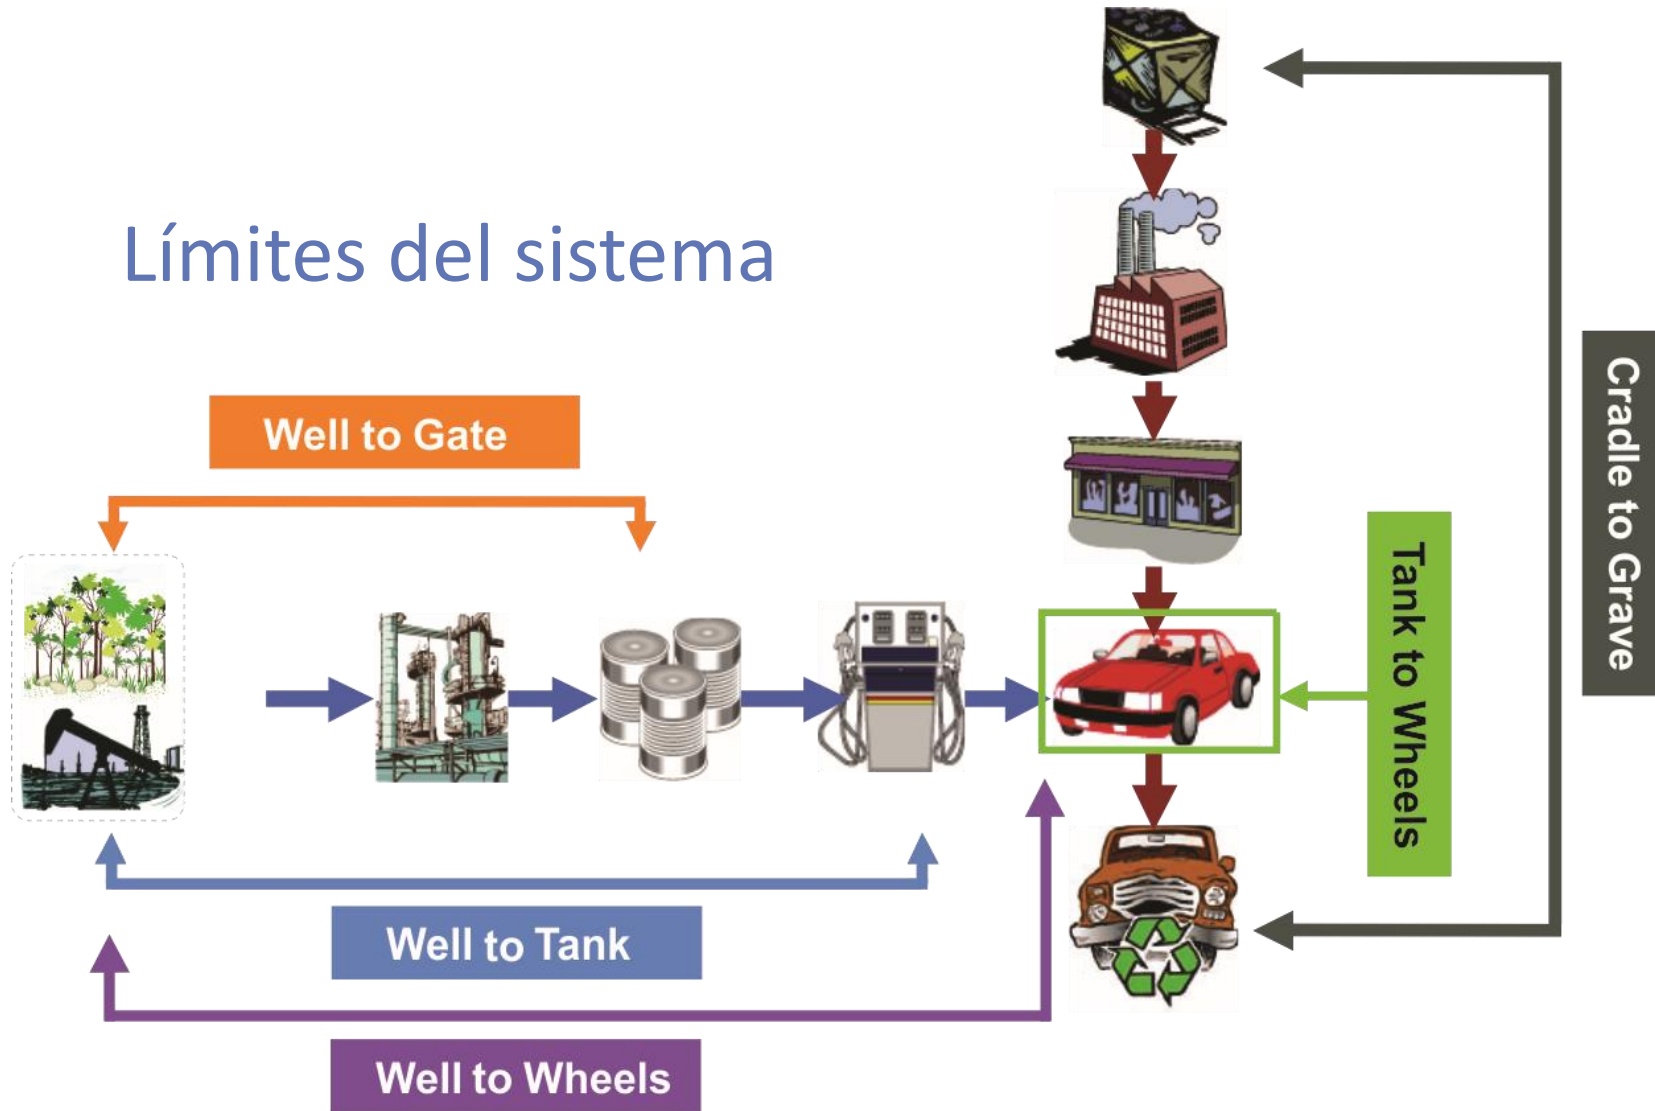 Límites del sistema
Well to Gate
Cradle to Grave
Tank to Wheels
Well to Tank
Well to Wheels